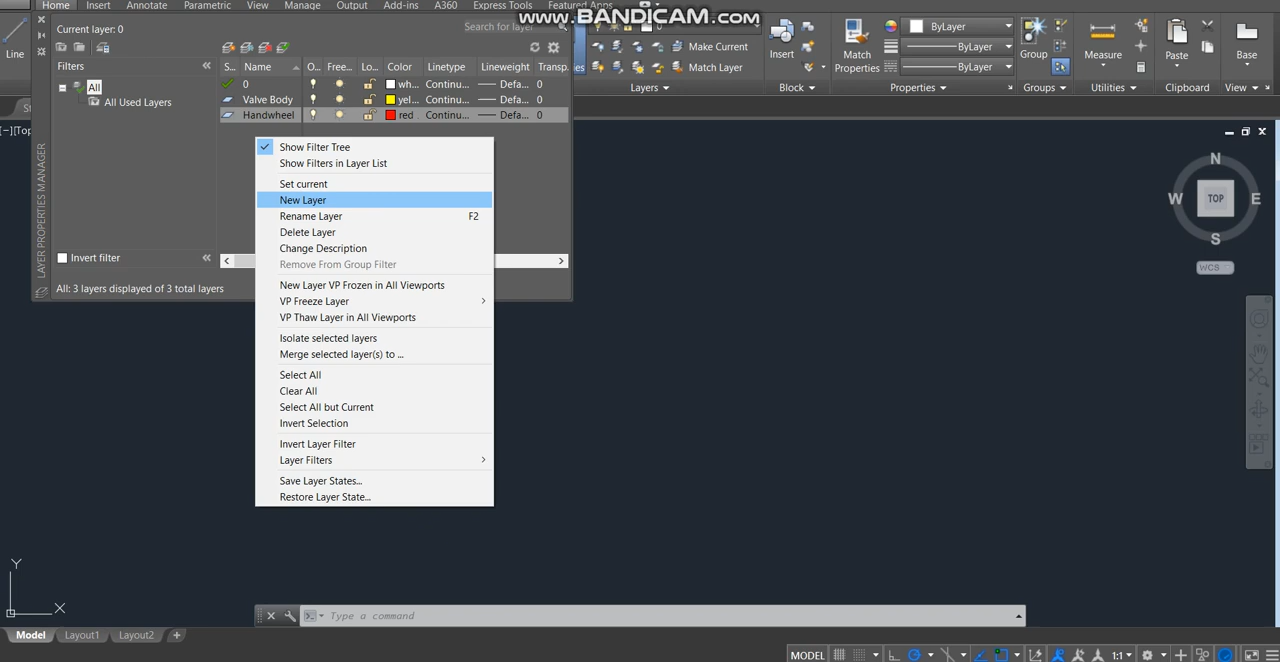 Home Insert Annotate Parametric View Manage Output Add-ins A360 Express Tools Featured Apps
www.BANDICAM.com
Current layer: 0
Search for layer
Filters
S.. Name O.. Free... Lo... Color Linetype Lineweight Transp.
All
All Used Layers
0 wh... Continu... Defa... 0
Valve Body yel... Continu... Defa... 0
Handwheel red Continu... Defa... 0
Invert filter
All: 3 layers displayed of 3 total layers
LAYER PROPERTIES MANAGER
Show Filter Tree
Show Filters in Layer List
Set current
New Layer
Rename Layer F2
Delete Layer
Change Description
Remove From Group Filter
New Layer VP Frozen in All Viewports
VP Freeze Layer
VP Thaw Layer in All Viewports
Isolate selected layers
Merge selected layer(s) to ...
Select All
Clear All
Select All but Current
Invert Selection
Invert Layer Filter
Layer Filters
Save Layer States...
Restore Layer State...
Line
0
Make Current
Match Layer
Layers
Insert
Block
Match
Properties
ByLayer
ByLayer
ByLayer
Properties
Group
Groups
Measure
Utilities
Paste
Clipboard
Base
View
[−][Top
N
W TOP E
S
WCS
Y
X
Type a command
Model Layout1 Layout2 +
MODEL 1:1